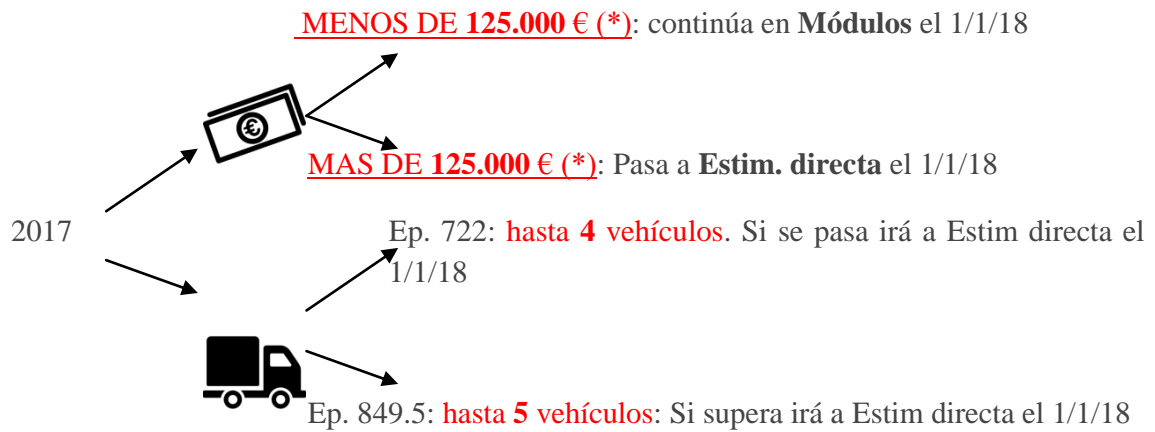 MENOS DE 125.000 € (*): continúa en Módulos el 1/1/18
€
MAS DE 125.000 € (*): Pasa a Estim. directa el 1/1/18
2017
Ep. 722: hasta 4 vehículos. Si se pasa irá a Estim directa el
1/1/18
Ep. 849.5: hasta 5 vehículos: Si supera irá a Estim directa el 1/1/18